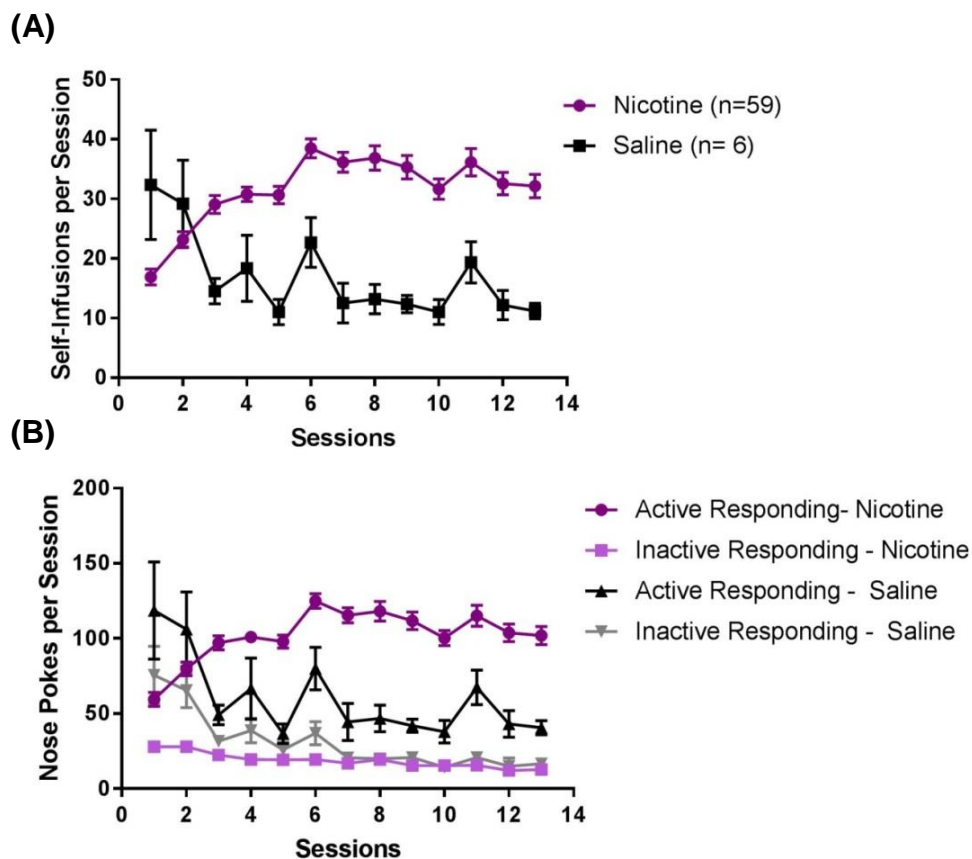 (A)
50
40
30
20
10
0
Self-Infusions per Session
0 2 4 6 8 10 12 14
Sessions
Nicotine (n=59)
Saline (n= 6)
(B)
200
150
100
50
0
Nose Pokes per Session
0 2 4 6 8 10 12 14
Sessions
Active Responding- Nicotine
Inactive Responding - Nicotine
Active Responding - Saline
Inactive Responding - Saline